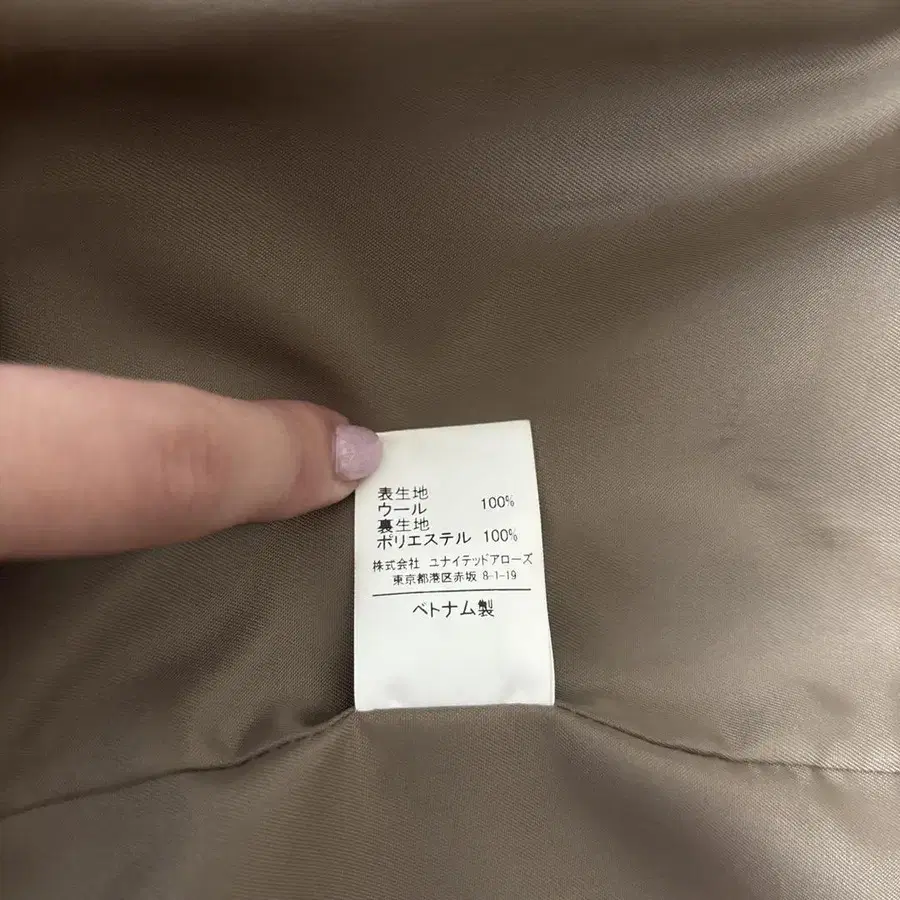 表生地
ウール 100%
裏生地
ポリエステル 100%
株式会社 ユナイテッドアローズ
東京都港区赤坂 8-1-19
ベトナム製